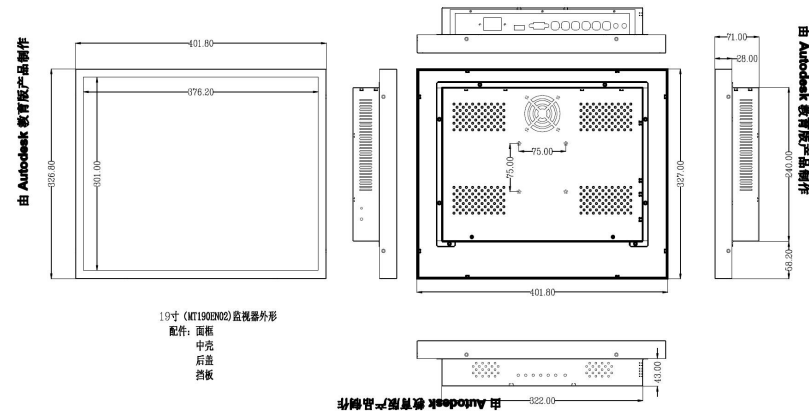 由 Autodesk 教育版产品制作
401.80
376.20
326.80
301.00
75.00
75.00
327.00
401.80
71.00
28.00
240.00
58.20
由 Autodesk 教育版产品制作
19寸 (MT190EN02)监视器外形
配件: 面框
中壳
后盖
挡板
43.00
322.00
由 Autodesk 教育版产品制作